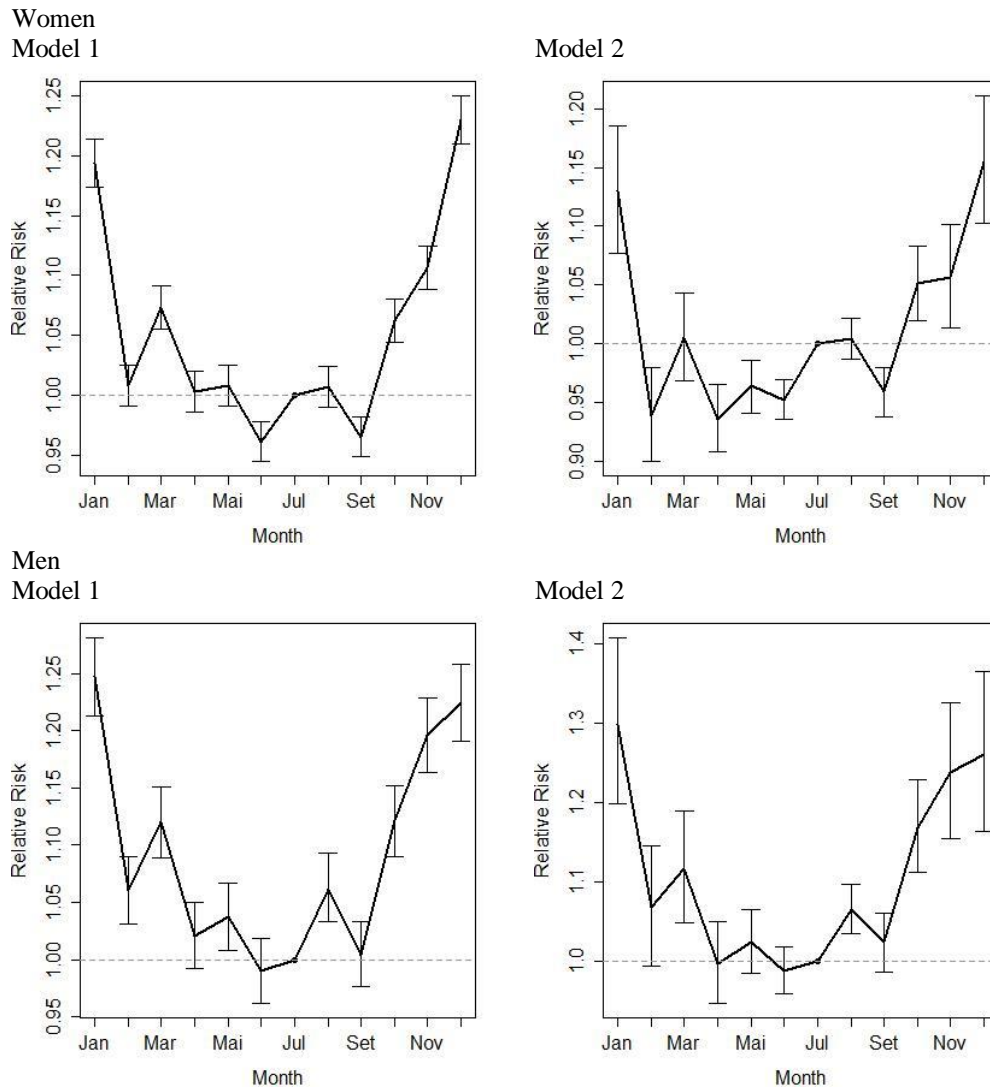 Women
Model 1
Model 2
Relative Risk
1.25
1.20
1.15
1.10
1.05
1.00
0.95
Jan Mar Mai Jul Set Nov
Month
Relative Risk
1.20
1.15
1.10
1.05
1.00
0.95
0.90
Jan Mar Mai Jul Set Nov
Month
Men
Model 1
Model 2
Relative Risk
1.25
1.20
1.15
1.10
1.05
1.00
0.95
Jan Mar Mai Jul Set Nov
Month
Relative Risk
1.4
1.3
1.2
1.1
1.0
Jan Mar Mai Jul Set Nov
Month